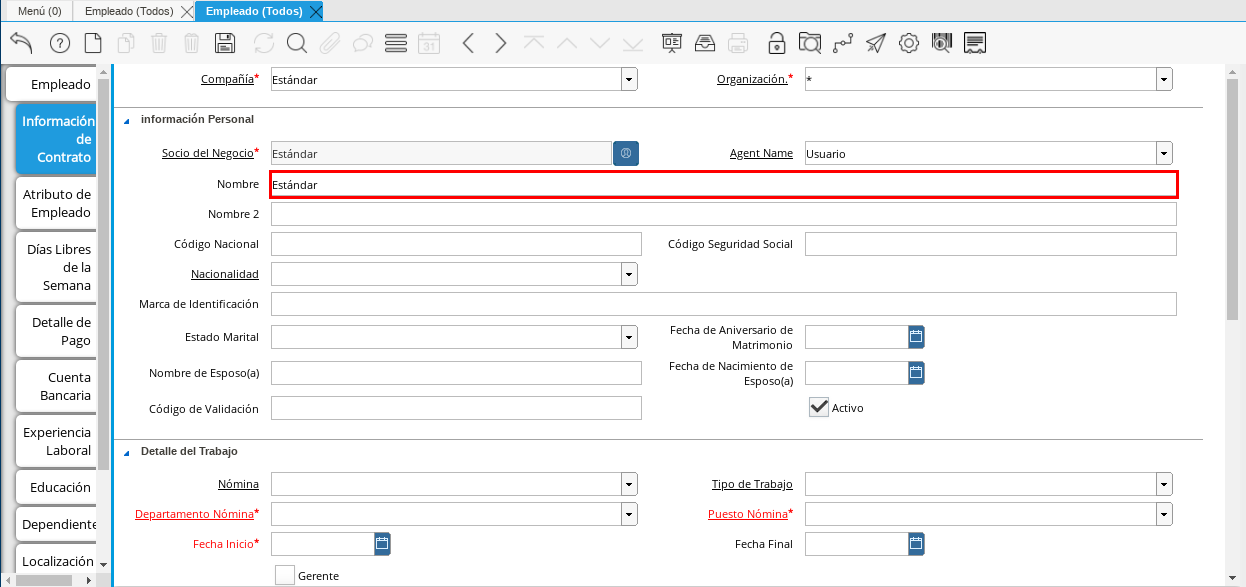 Menú (0) Empleado (Todos) Empleado (Todos)
31
Empleado
Información de Contrato
Atributo de Empleado
Días Libres de la Semana
Detalle de Pago
Cuenta Bancaria
Experiencia Laboral
Educación
Dependiente
Localización
Compañía* Estándar Organización.* *
información Personal
Socio del Negocio* Estándar Agent Name Usuario
Nombre Estándar
Nombre 2
Código Nacional Código Seguridad Social
Nacionalidad
Marca de Identificación
Estado Marital Fecha de Aniversario de Matrimonio
Nombre de Esposo(a) Fecha de Nacimiento de Esposo(a)
Código de Validación Activo
Detalle del Trabajo
Nómina Tipo de Trabajo
Departamento Nómina* Puesto Nómina*
Fecha Inicio* Fecha Final
Gerente